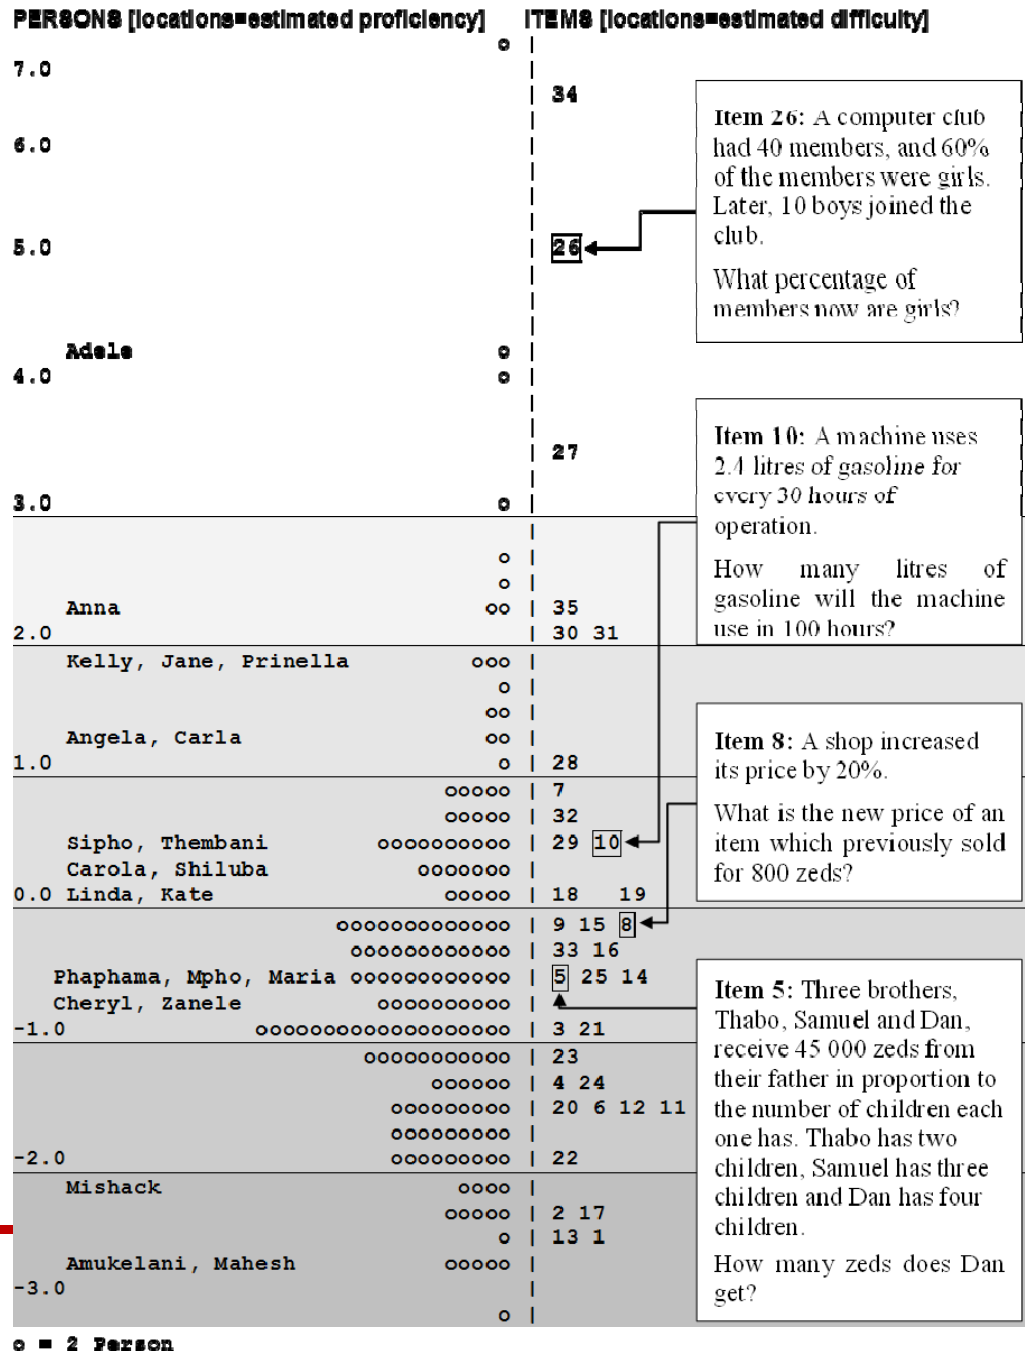 PERSONS [locations=estimated proficiency] ITEMS [locations=estimated difficulty]
o |
7.0
| 34
6.0
5.0 | 26
Adele o |
4.0 o |
| 27
3.0 o |
o |
o |
Anna oo | 35
2.0 | 30 31
Kelly, Jane, Prinella ooo |
o |
oo |
Angela, Carla oo |
1.0 o | 28
ooooo | 7
ooooo | 32
Sipho, Thembani oooooooooo | 29 10
Carola, Shiluba ooooooo |
0.0 Linda, Kate ooooo | 18 19
ooooooooooooo | 9 15 8
oooooooooooo | 33 16
Phaphama, Mpho, Maria oooooooooooo | 5 25 14
Cheryl, Zanele oooooooooo |
-1.0 oooooooooooooooooooo | 3 21
ooooooooooo | 23
oooooo | 4 24
ooooooooo | 20 6 12 11
ooooooooo |
-2.0 ooooooooo | 22
Mishack oooo |
ooooo | 2 17
o | 13 1
Amukelani, Mahesh ooooo |
-3.0 |
o |
o = 2 Person
Item 26: A computer club
had 40 members, and 60%
of the members were girls.
Later, 10 boys joined the
club.
What percentage of
members now are girls?
Item 10: A machine uses
2.4 litres of gasoline for
every 30 hours of
operation.
How many litres of
gasoline will the machine
use in 100 hours?
Item 8: A shop increased
its price by 20%.
What is the new price of an
item which previously sold
for 800 zeds?
Item 5: Three brothers,
Thabo, Samuel and Dan,
receive 45 000 zeds from
their father in proportion to
the number of children each
one has. Thabo has two
children, Samuel has three
children and Dan has four
children.
How many zeds does Dan
get?